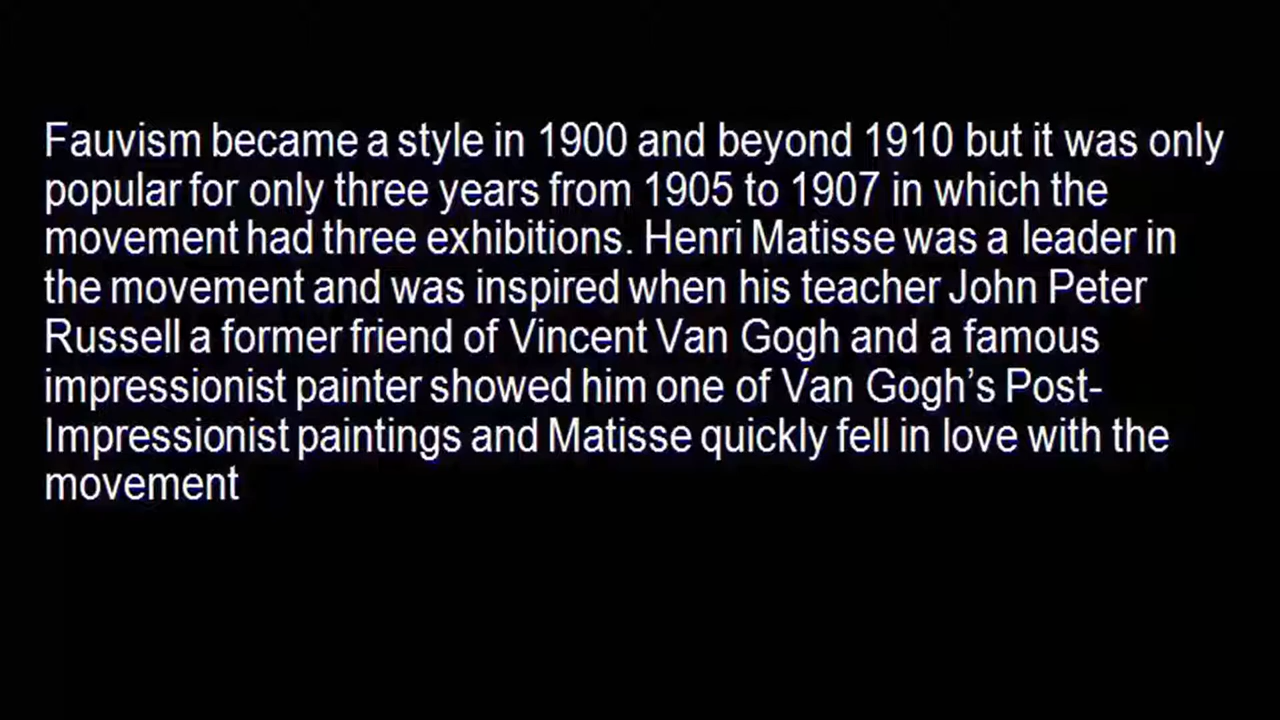 Fauvism became a style in 1900 and beyond 1910 but it was only
popular for only three years from 1905 to 1907 in which the
movement had three exhibitions. Henri Matisse was a leader in
the movement and was inspired when his teacher John Peter
Russell a former friend of Vincent Van Gogh and a famous
impressionist painter showed him one of Van Gogh’s Post-
Impressionist paintings and Matisse quickly fell in love with the
movement